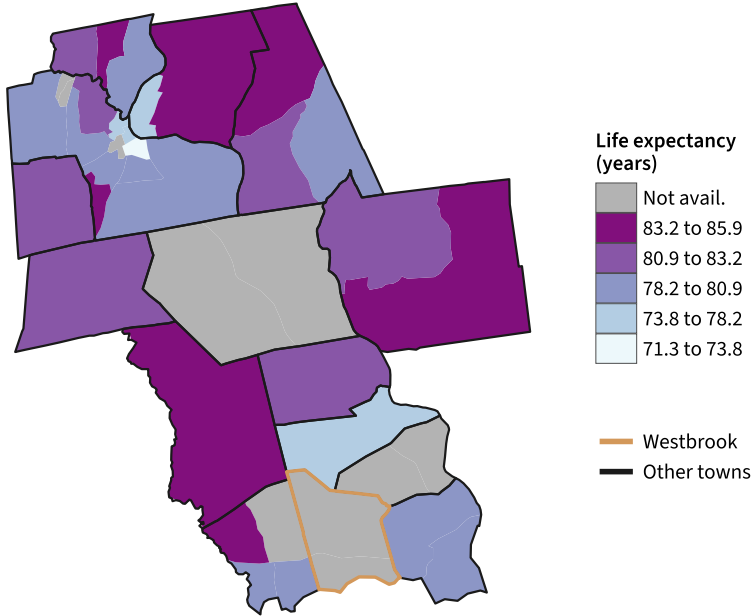 Life expectancy
(years)
Not avail.
83.2 to 85.9
80.9 to 83.2
78.2 to 80.9
73.8 to 78.2
71.3 to 73.8
Westbrook
Other towns